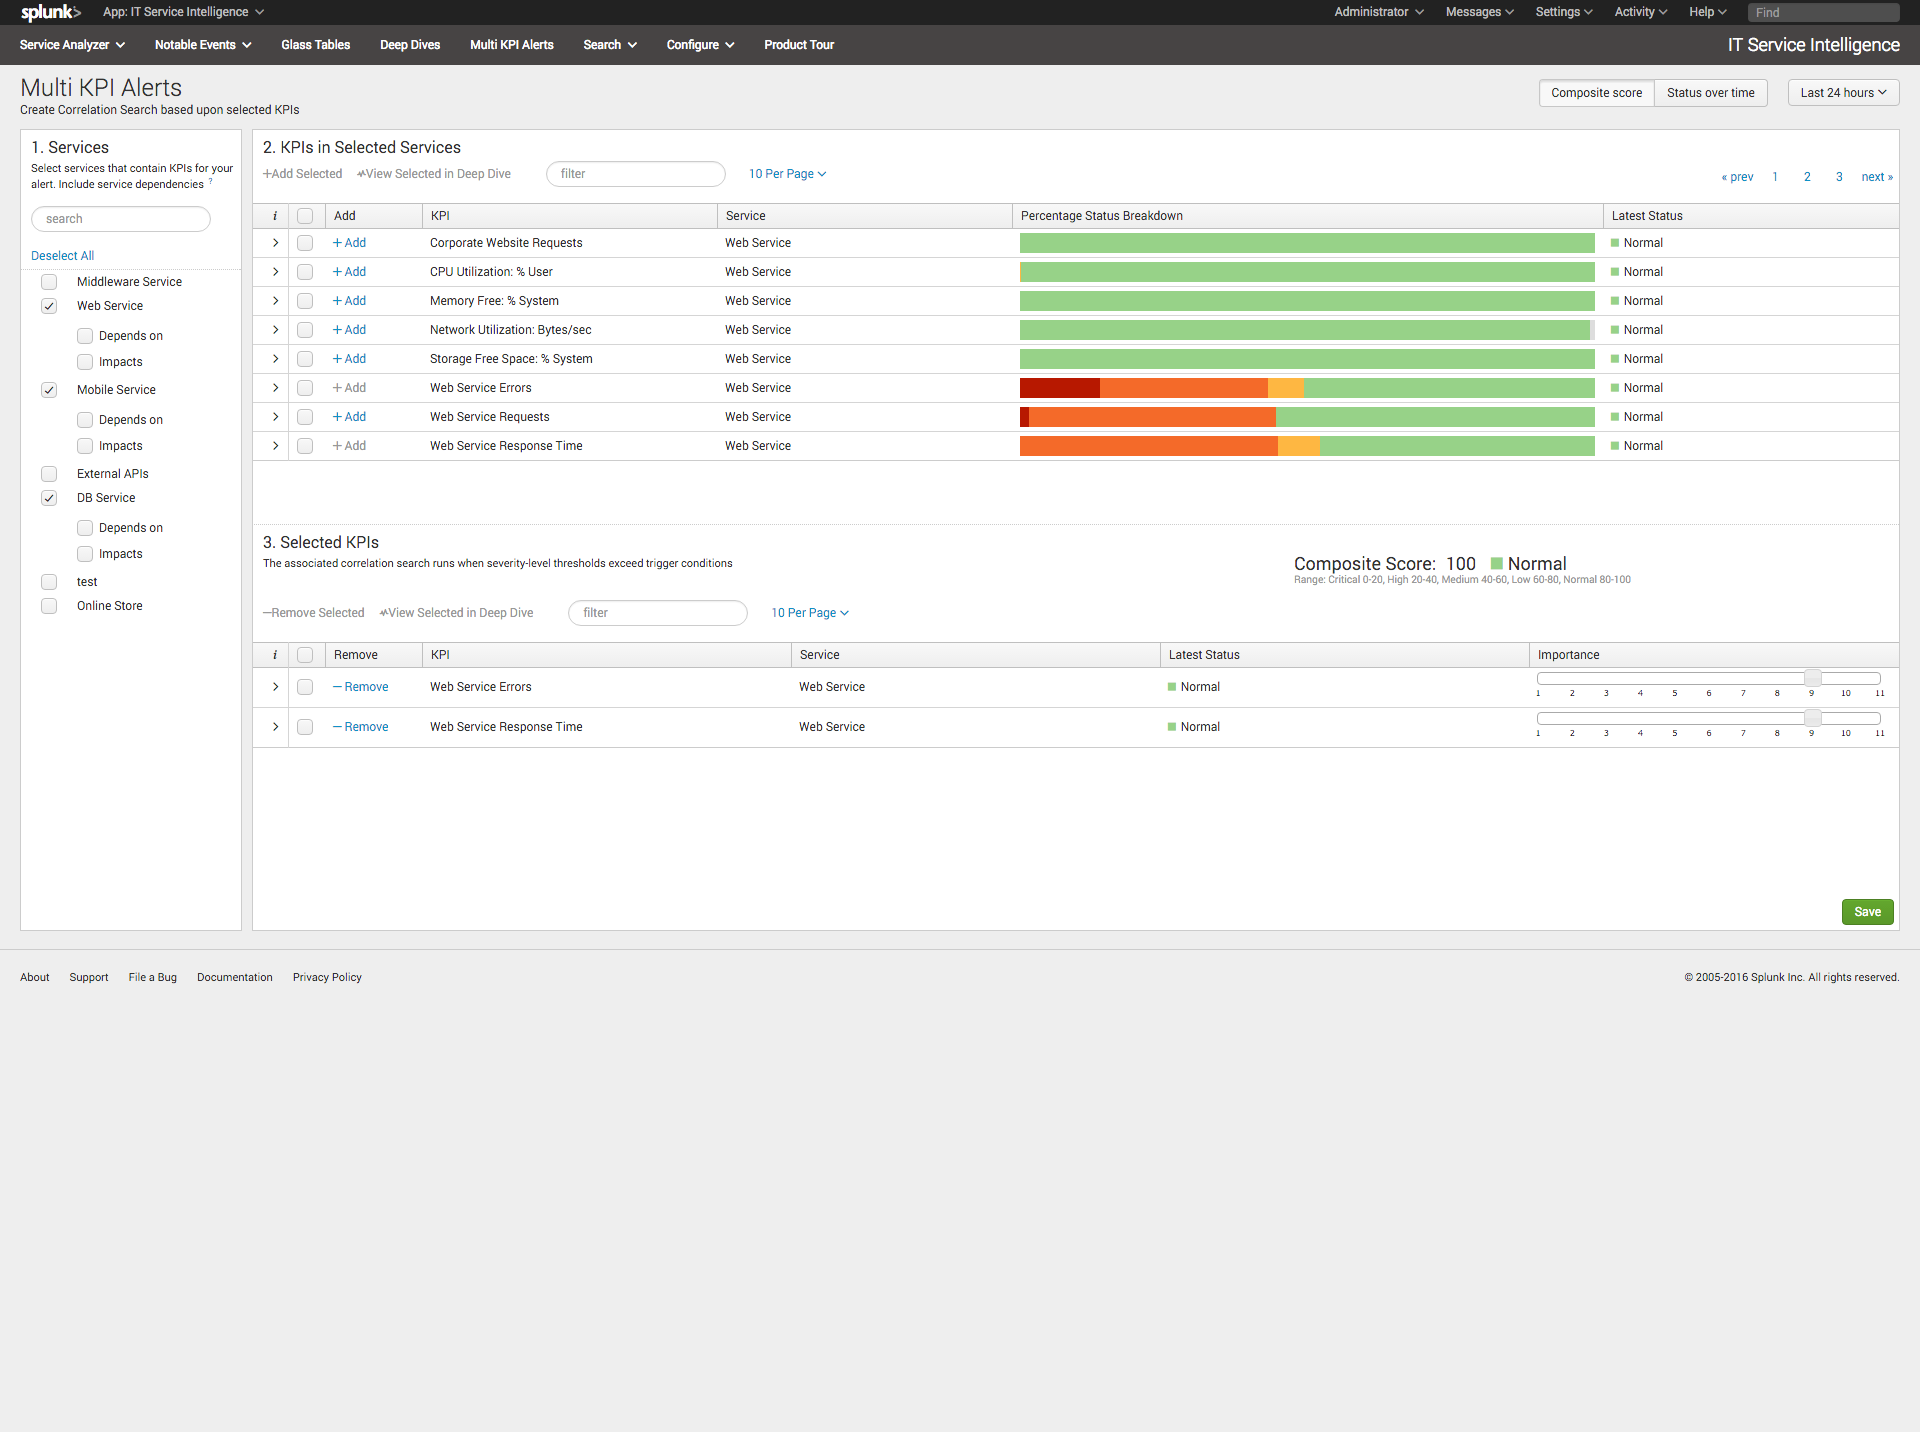 splunk> App: IT Service Intelligence Administrator Messages Settings Activity Help Find
Service Analyzer Notable Events Glass Tables Deep Dives Multi KPI Alerts Search Configure Product Tour IT Service Intelligence
Multi KPI Alerts
Create Correlation Search based upon selected KPIs
Composite score Status over time Last 24 hours
1. Services
Select services that contain KPIs for your
alert. Include service dependencies ?
search
Deselect All
Middleware Service
Web Service
Depends on
Impacts
Mobile Service
Depends on
Impacts
External APIs
DB Service
Depends on
Impacts
test
Online Store
2. KPIs in Selected Services
+Add Selected View Selected in Deep Dive filter 10 Per Page « prev 1 2 3 next »
i Add KPI Service Percentage Status Breakdown Latest Status
+ Add Corporate Website Requests Web Service Normal
+ Add CPU Utilization: % User Web Service Normal
+ Add Memory Free: % System Web Service Normal
+ Add Network Utilization: Bytes/sec Web Service Normal
+ Add Storage Free Space: % System Web Service Normal
+ Add Web Service Errors Web Service Normal
+ Add Web Service Requests Web Service Normal
+ Add Web Service Response Time Web Service Normal
3. Selected KPIs
The associated correlation search runs when severity-level thresholds exceed trigger conditions
Composite Score: 100 Normal
Range: Critical 0-20, High 20-40, Medium 40-60, Low 60-80, Normal 80-100
—Remove Selected View Selected in Deep Dive filter 10 Per Page
i Remove KPI Service Latest Status Importance
— Remove Web Service Errors Web Service Normal
1 2 3 4 5 6 7 8 9 10 11
— Remove Web Service Response Time Web Service Normal
1 2 3 4 5 6 7 8 9 10 11
Save
About Support File a Bug Documentation Privacy Policy © 2005-2016 Splunk Inc. All rights reserved.